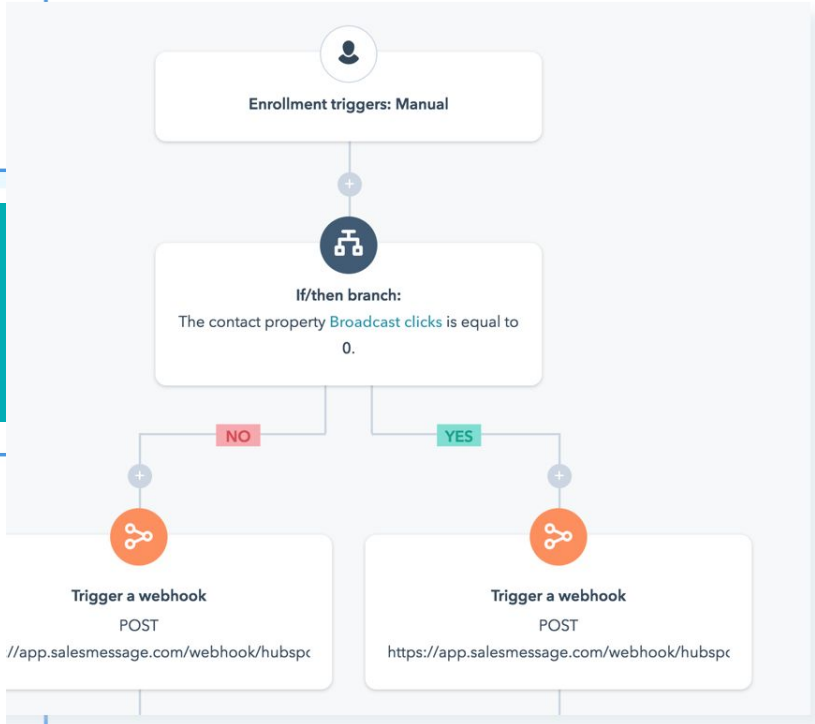 Enrollment triggers: Manual
If/then branch:
The contact property Broadcast clicks is equal to
0.
NO
YES
Trigger a webhook
POST
://app.salesmessage.com/webhook/hubspo
Trigger a webhook
POST
https://app.salesmessage.com/webhook/hubspo